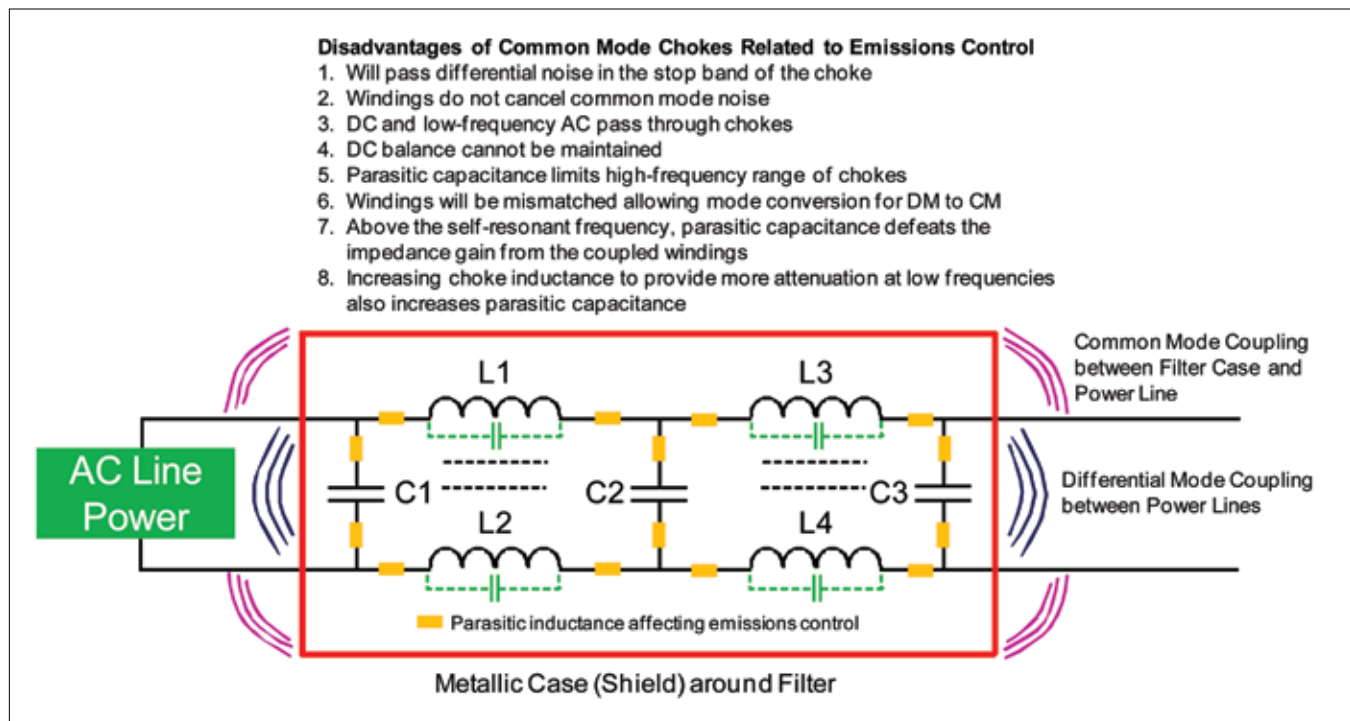 Disadvantages of Common Mode Chokes Related to Emissions Control
1. Will pass differential noise in the stop band of the choke
2. Windings do not cancel common mode noise
3. DC and low-frequency AC pass through chokes
4. DC balance cannot be maintained
5. Parasitic capacitance limits high-frequency range of chokes
6. Windings will be mismatched allowing mode conversion for DM to CM
7. Above the self-resonant frequency, parasitic capacitance defeats the
impedance gain from the coupled windings
8. Increasing choke inductance to provide more attenuation at low frequencies
also increases parasitic capacitance
Common Mode Coupling
between Filter Case and
Power Line
L1
L3
AC Line
Power
C1
C2
C3
Differential Mode Coupling
between Power Lines
L2
L4
Parasitic inductance affecting emissions control
Metallic Case (Shield) around Filter